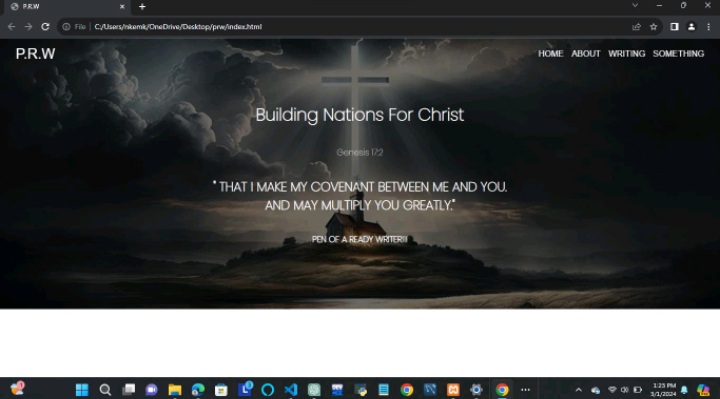 P.R.W
File
C:/Users/nkemk/OneDrive/Desktop/prw/index.html
P.R.W
HOME ABOUT WRITING SOMETHING
Building Nations For Christ
Genesis 17:2
" THAT I MAKE MY COVENANT BETWEEN ME AND YOU.
AND MAY MULTIPLY YOU GREATLY."
PEN OF A READY WRITER!!!
1:23 PM
3/1/2024